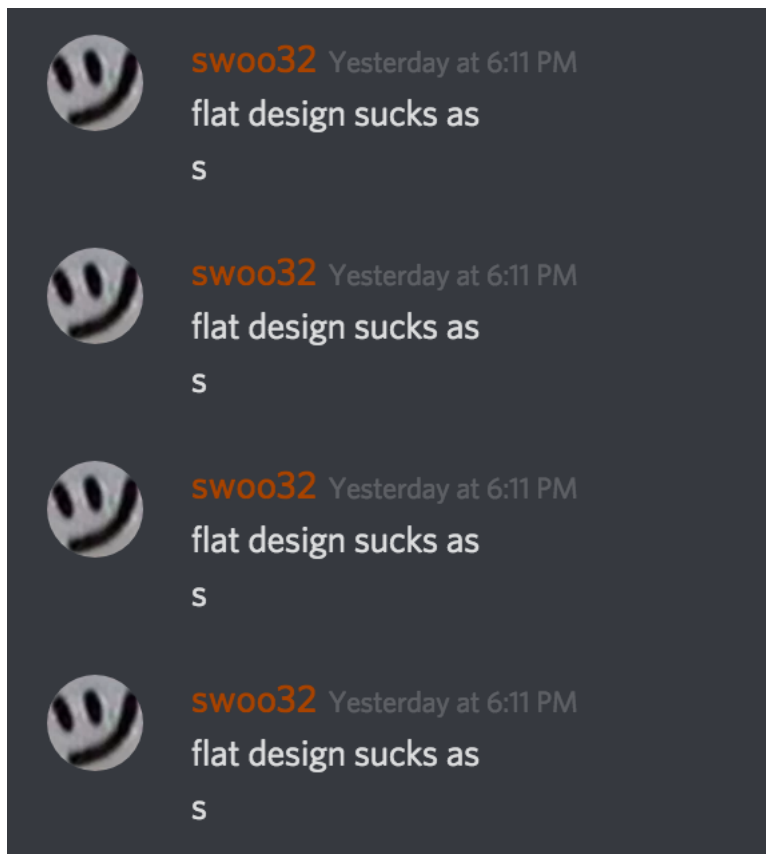 swoo32 Yesterday at 6:11 PM
flat design sucks as
s
swoo32 Yesterday at 6:11 PM
flat design sucks as
s
swoo32 Yesterday at 6:11 PM
flat design sucks as
s
swoo32 Yesterday at 6:11 PM
flat design sucks as
s